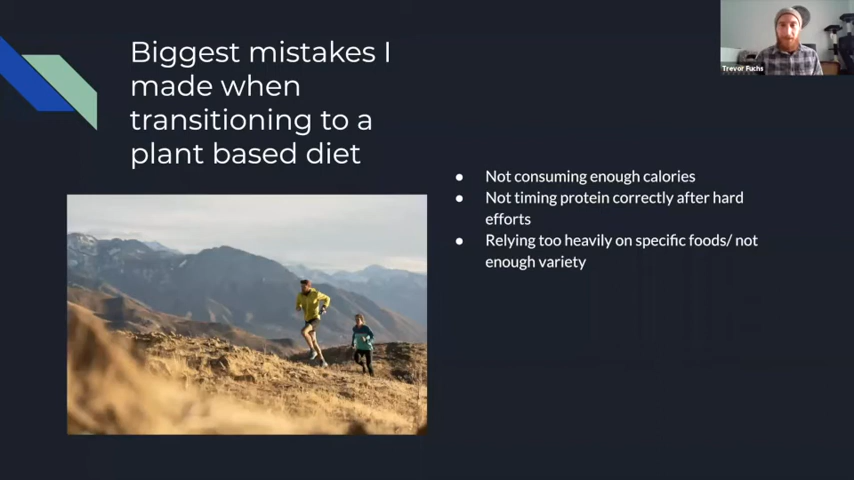 Biggest mistakes I
made when
transitioning to a
plant based diet
Trevor Fuchs
● Not consuming enough calories
● Not timing protein correctly after hard
efforts
● Relying too heavily on specific foods/ not
enough variety